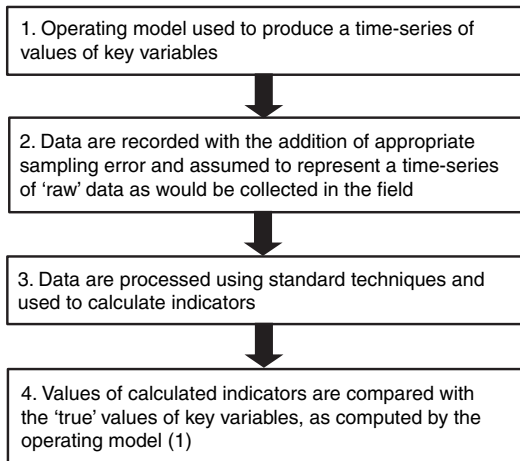 1. Operating model used to produce a time-series of
values of key variables
2. Data are recorded with the addition of appropriate
sampling error and assumed to represent a time-series
of ‘raw’ data as would be collected in the field
3. Data are processed using standard techniques and
used to calculate indicators
4. Values of calculated indicators are compared with
the ‘true’ values of key variables, as computed by the
operating model (1)